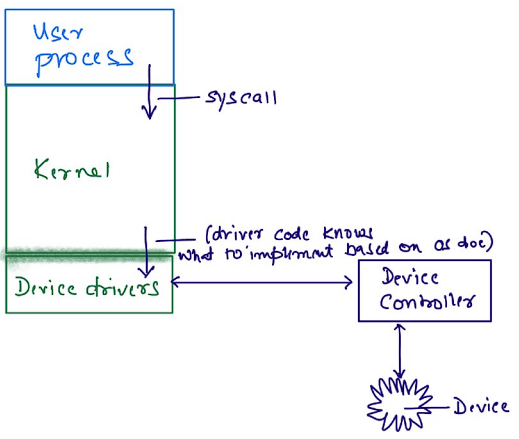 User
process
syscall
Kernel
(driver code knows
what to implement based on os doc)
Device drivers
Device
Controller
Device